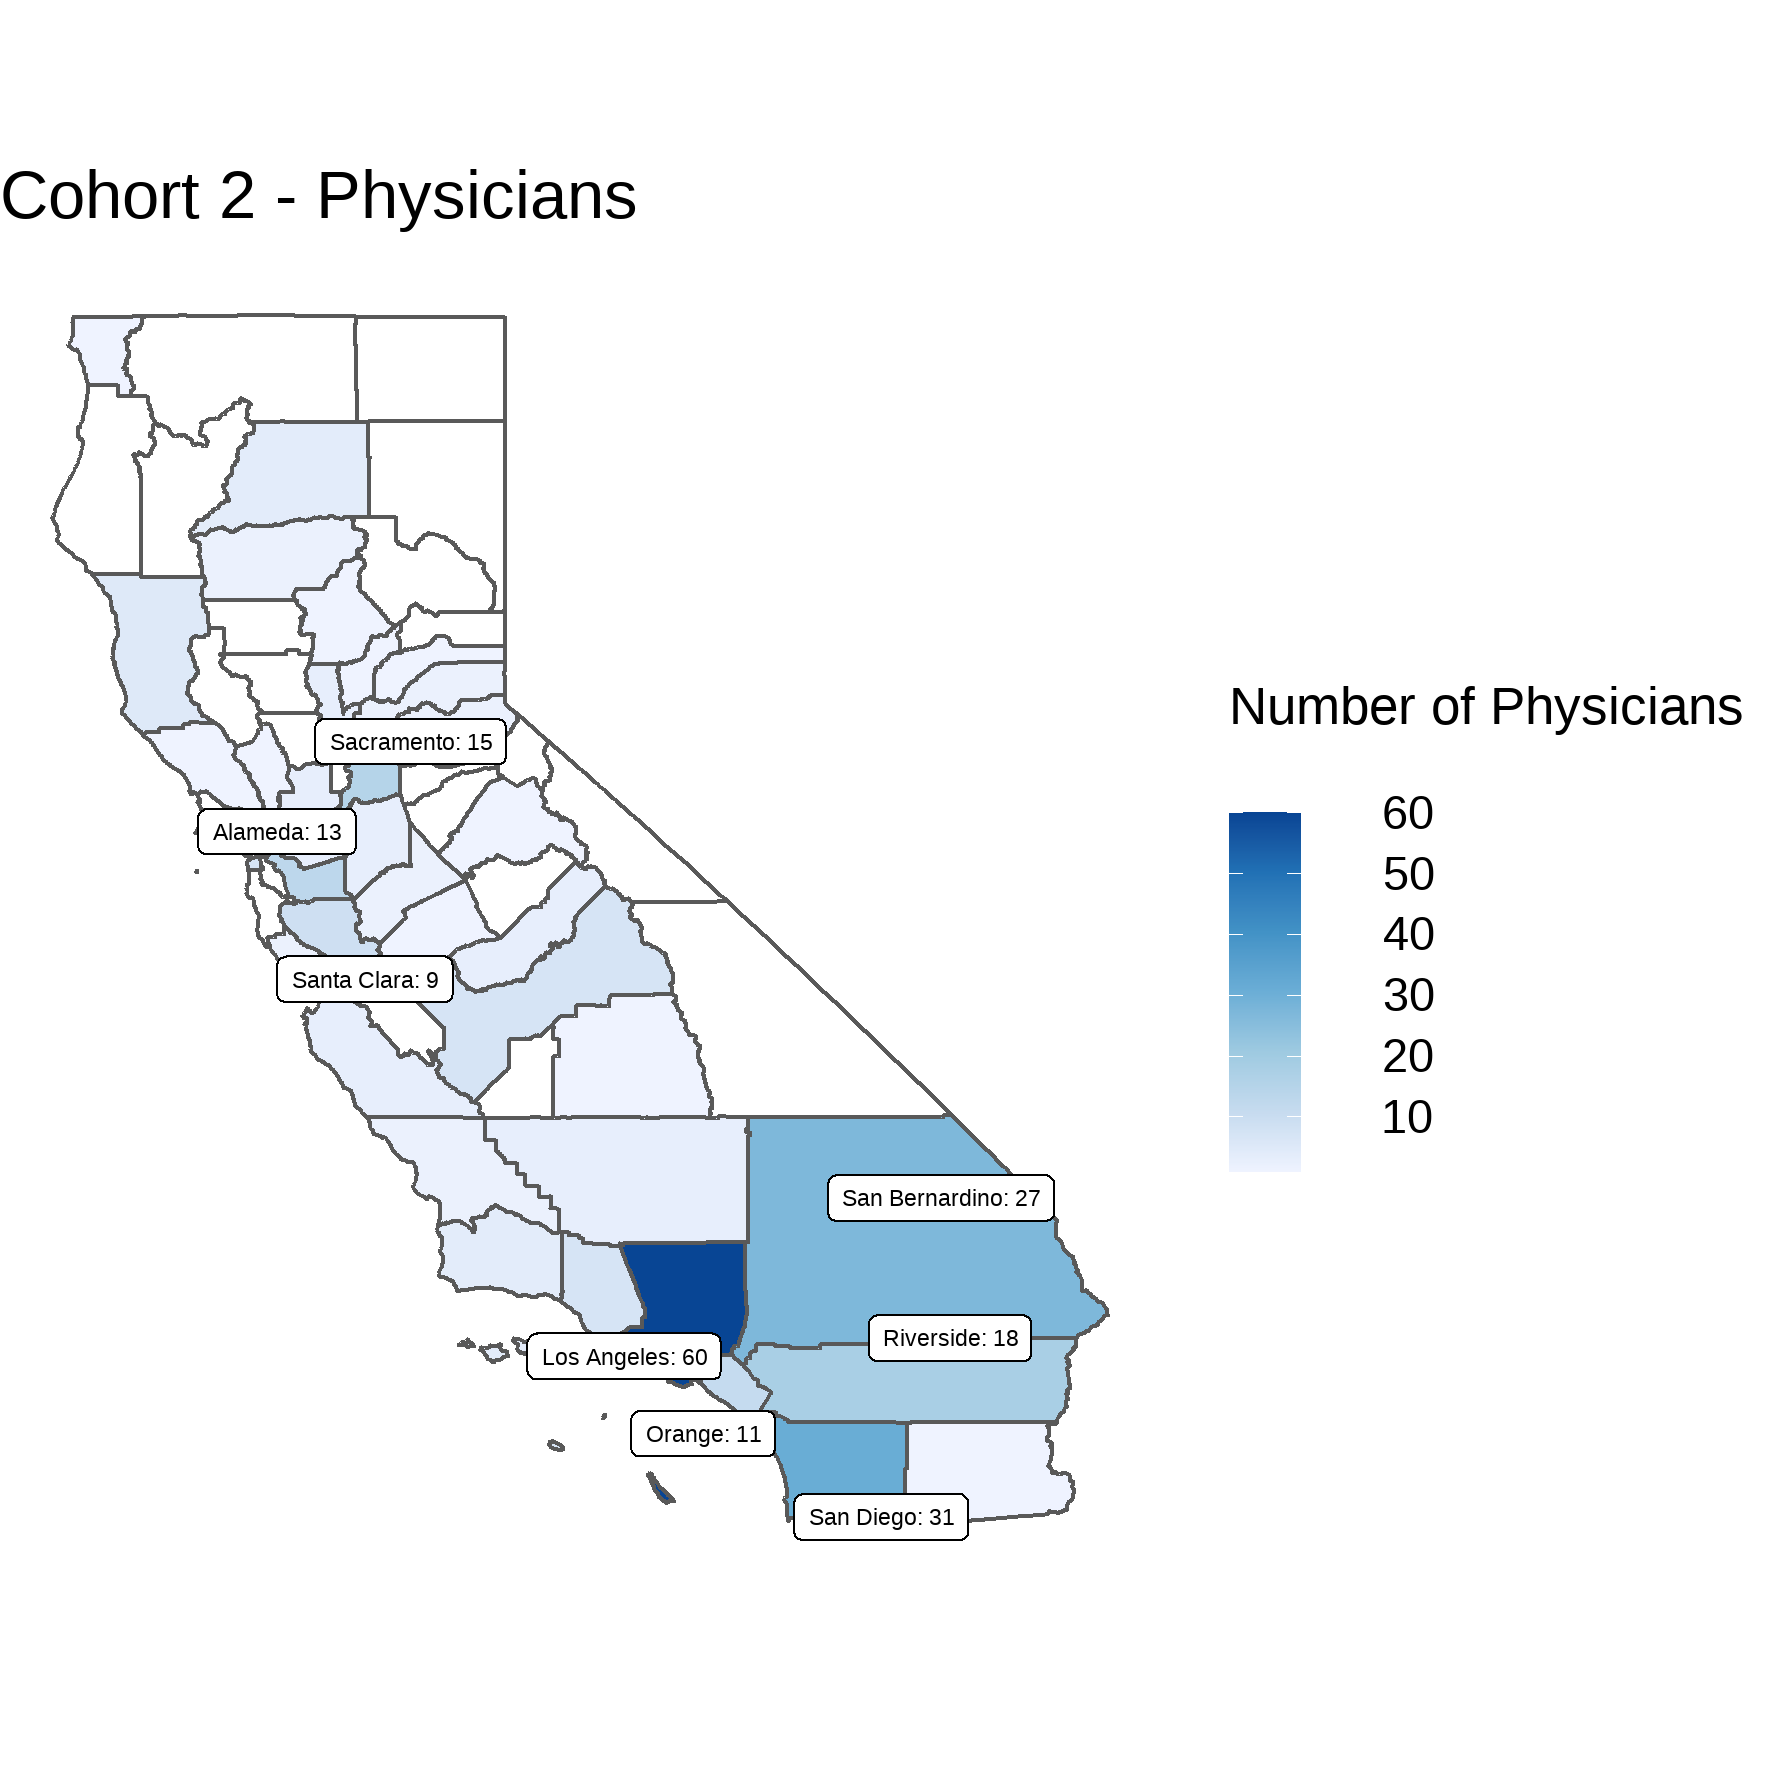 Cohort 2 - Physicians
Number of Physicians
60
50
40
30
20
10
Sacramento: 15
Alameda: 13
Santa Clara: 9
San Bernardino: 27
Riverside: 18
Los Angeles: 60
Orange: 11
San Diego: 31